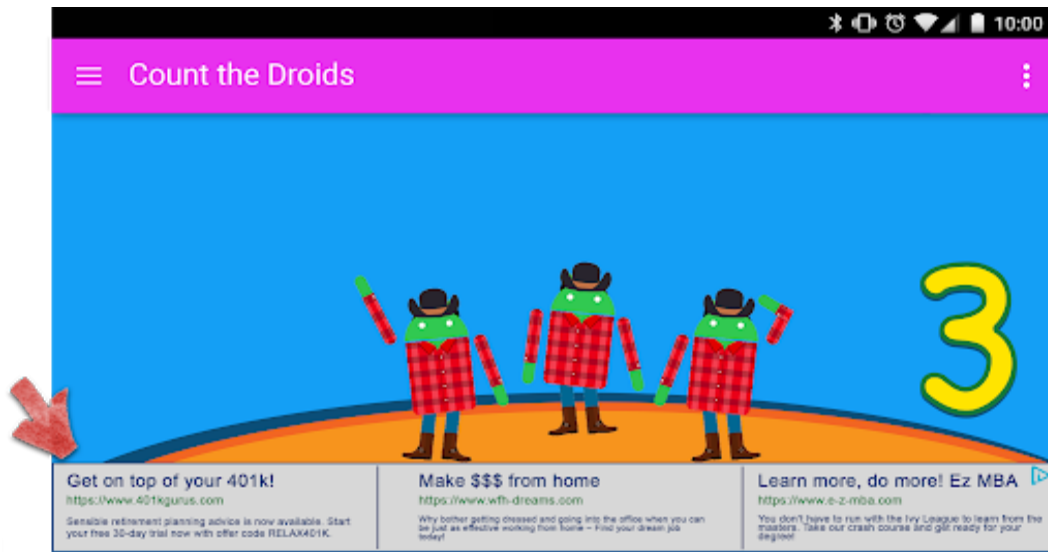 10:00
Count the Droids
3
Get on top of your 401k!
https://www.401kgurus.com
Sensible retirement planning advice is now available. Start
your free 30-day trial now with offer code RELAX401K.
Make $$$ from home
https://www.wfh-dreams.com
Why bother getting dressed and going into the office when you can
be just as effective working from home – Find your dream job
today!
Learn more, do more! Ez MBA
https://www.e-z-mba.com
You don't have to run with the Ivy League to learn from the
masters. Take our crash course and get ready for your
degree!